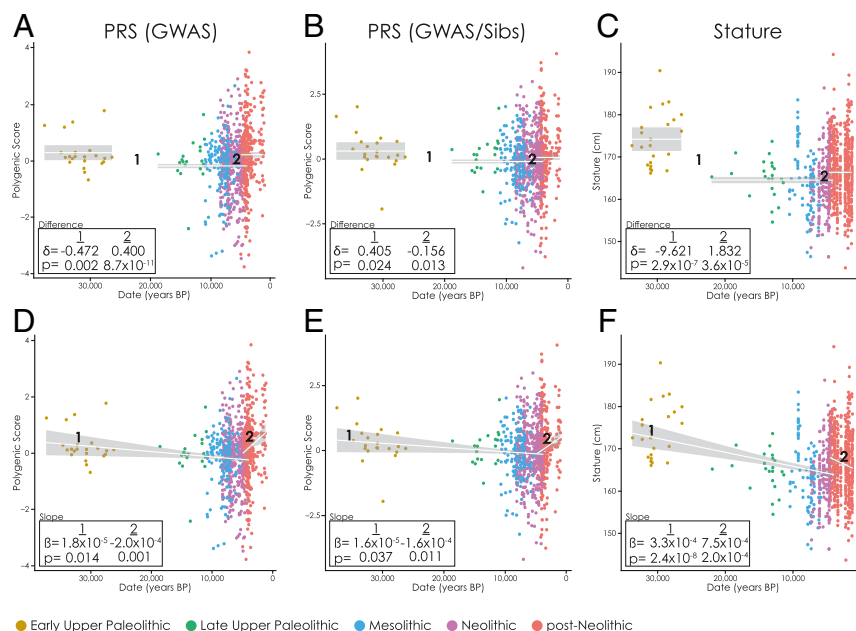 A
PRS (GWAS)
Polygenic Score
4
2
0
−2
−4
1
2
Difference
1 2
δ= -0.472 0.400
p= 0.002 8.7x10⁻¹¹
30,000 20,000 10,000 0
Date (years BP)
B
PRS (GWAS/Sibs)
Polygenic Score
2.5
0
−2.5
1
2
Difference
1 2
δ= 0.405 -0.156
p= 0.024 0.013
30,000 20,000 10,000 0
Date (years BP)
C
Stature
Stature (cm)
190
180
170
160
150
1
2
Difference
1 2
δ= -9.621 1.832
p= 2.9x10⁻⁷ 3.6x10⁻⁵
30,000 20,000 10,000
Date (years BP)
D
Polygenic Score
4
2
0
−2
−4
1
2
Slope
1 2
ß= 1.8x10⁻⁵ -2.0x10⁻⁴
p= 0.014 0.001
30,000 20,000 10,000 0
Date (years BP)
E
Polygenic Score
2.5
0
−2.5
1
2
Slope
1 2
ß= 1.6x10⁻⁵ -1.6x10⁻⁴
p= 0.037 0.011
30,000 20,000 10,000 0
Date (years BP)
F
Stature (cm)
190
180
170
160
150
1
2
Slope
1 2
ß= 3.3x10⁻⁴ 7.5x10⁻⁴
p= 2.4x10⁻⁸ 2.0x10⁻⁴
30,000 20,000 10,000
Date (years BP)
Early Upper Paleolithic Late Upper Paleolithic Mesolithic Neolithic post-Neolithic